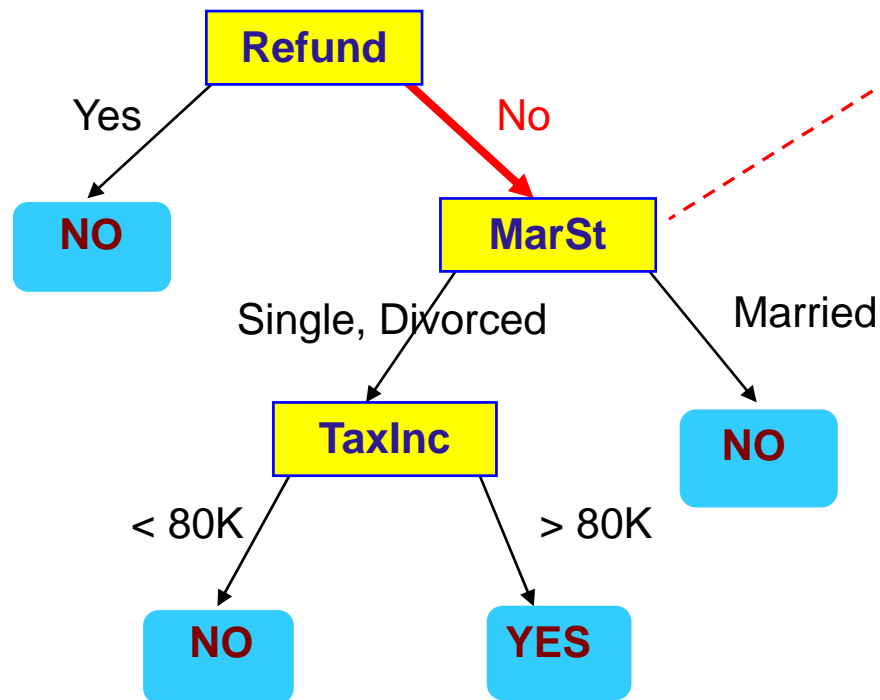 Refund
Yes
No
NO
MarSt
Single, Divorced
Married
TaxInc
NO
< 80K
> 80K
NO
YES